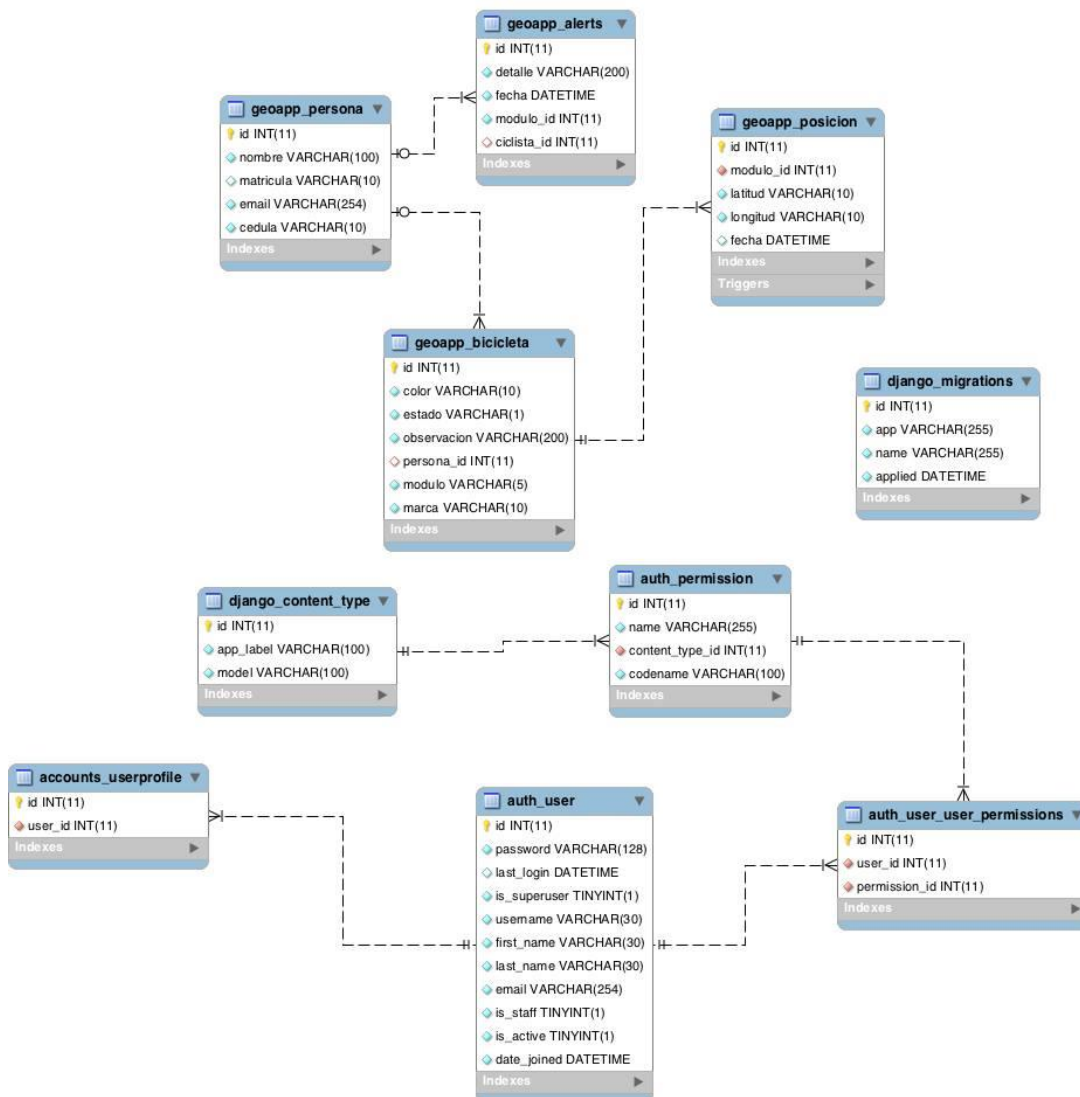 geoapp_alerts
id INT(11)
detalle VARCHAR(200)
fecha DATETIME
modulo_id INT(11)
ciclista_id INT(11)
Indexes
geoapp_persona
id INT(11)
nombre VARCHAR(100)
matricula VARCHAR(10)
email VARCHAR(254)
cedula VARCHAR(10)
Indexes
geoapp_posicion
id INT(11)
modulo_id INT(11)
latitud VARCHAR(10)
longitud VARCHAR(10)
fecha DATETIME
Indexes
Triggers
geoapp_bicicleta
id INT(11)
color VARCHAR(10)
estado VARCHAR(1)
observacion VARCHAR(200)
persona_id INT(11)
modulo VARCHAR(5)
marca VARCHAR(10)
Indexes
django_migrations
id INT(11)
app VARCHAR(255)
name VARCHAR(255)
applied DATETIME
Indexes
django_content_type
id INT(11)
app_label VARCHAR(100)
model VARCHAR(100)
Indexes
auth_permission
id INT(11)
name VARCHAR(255)
content_type_id INT(11)
codename VARCHAR(100)
Indexes
accounts_userprofile
id INT(11)
user_id INT(11)
Indexes
auth_user
id INT(11)
password VARCHAR(128)
last_login DATETIME
is_superuser TINYINT(1)
username VARCHAR(30)
first_name VARCHAR(30)
last_name VARCHAR(30)
email VARCHAR(254)
is_staff TINYINT(1)
is_active TINYINT(1)
date_joined DATETIME
Indexes
auth_user_user_permissions
id INT(11)
user_id INT(11)
permission_id INT(11)
Indexes